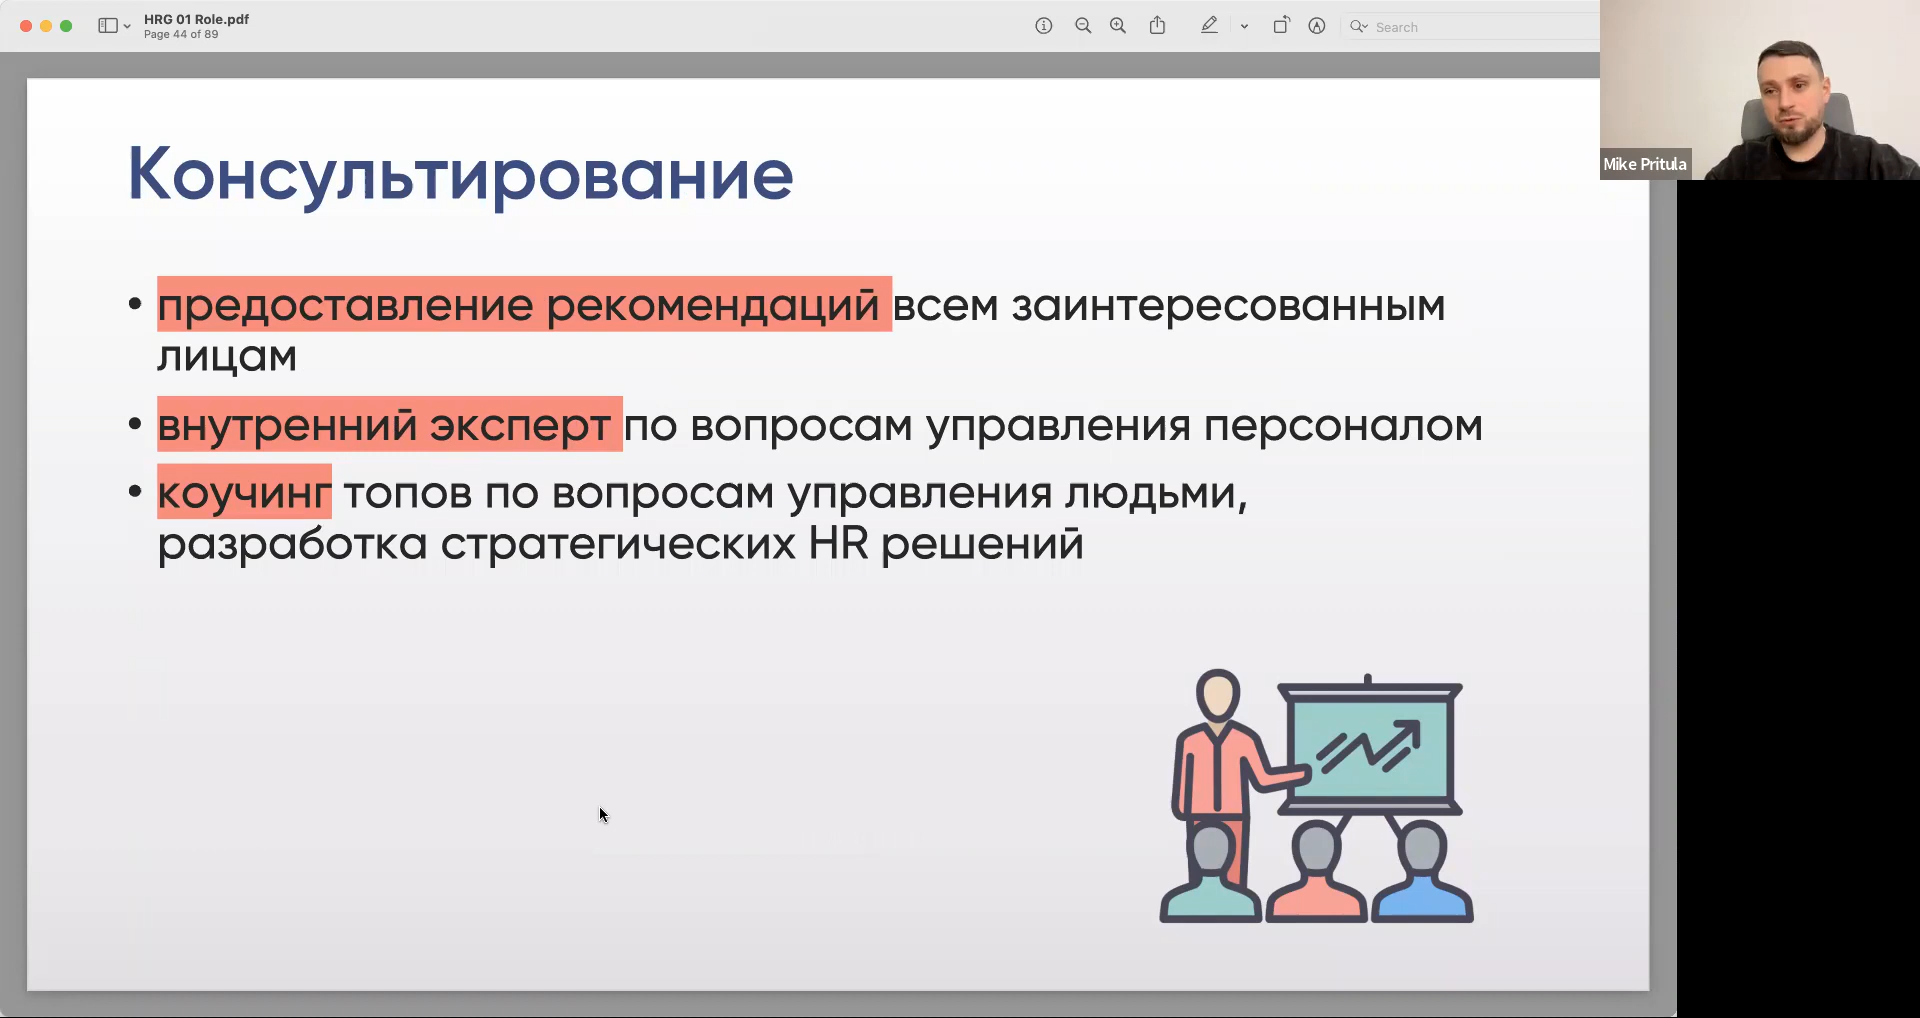 HRG 01 Role.pdf
Page 44 of 89
Search
Mike Pritula
Консультирование
• предоставление рекомендаций всем заинтересованным
лицам
• внутренний эксперт по вопросам управления персоналом
• коучинг топов по вопросам управления людьми,
разработка стратегических HR решений